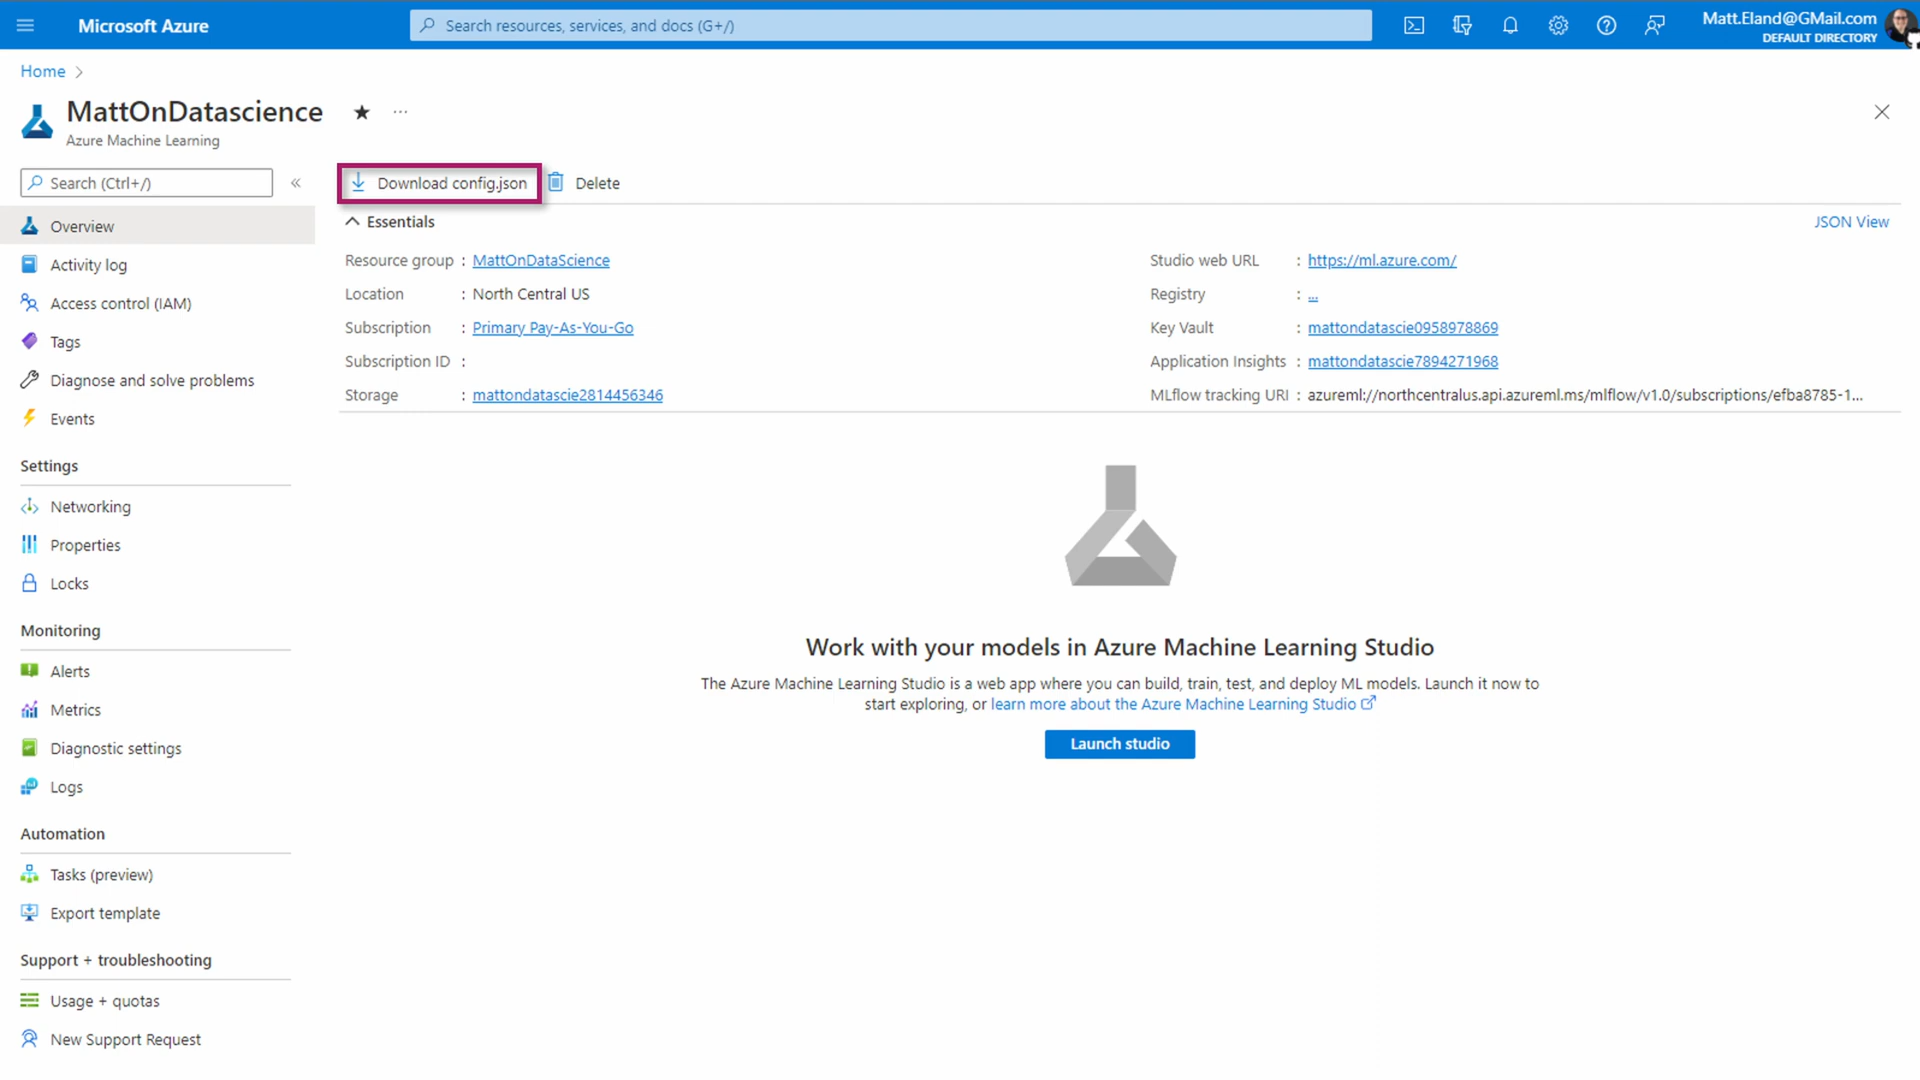 Microsoft Azure
Search resources, services, and docs (G+/)
Matt.Eland@GMail.com
DEFAULT DIRECTORY
Home
MattOnDatascience
Azure Machine Learning
Search (Ctrl+/)
«
Download config.json
Delete
Overview
Activity log
Access control (IAM)
Tags
Diagnose and solve problems
Events
Settings
Networking
Properties
Locks
Monitoring
Alerts
Metrics
Diagnostic settings
Logs
Automation
Tasks (preview)
Export template
Support + troubleshooting
Usage + quotas
New Support Request
Essentials
JSON View
Resource group : MattOnDataScience
Location : North Central US
Subscription : Primary Pay-As-You-Go
Subscription ID :
Storage : mattondatascie2814456346
Studio web URL : https://ml.azure.com/
Registry : ...
Key Vault : mattondatascie0958978869
Application Insights : mattondatascie7894271968
MLflow tracking URI : azureml://northcentralus.api.azureml.ms/mlflow/v1.0/subscriptions/efba8785-1...
Work with your models in Azure Machine Learning Studio
The Azure Machine Learning Studio is a web app where you can build, train, test, and deploy ML models. Launch it now to
start exploring, or learn more about the Azure Machine Learning Studio
Launch studio